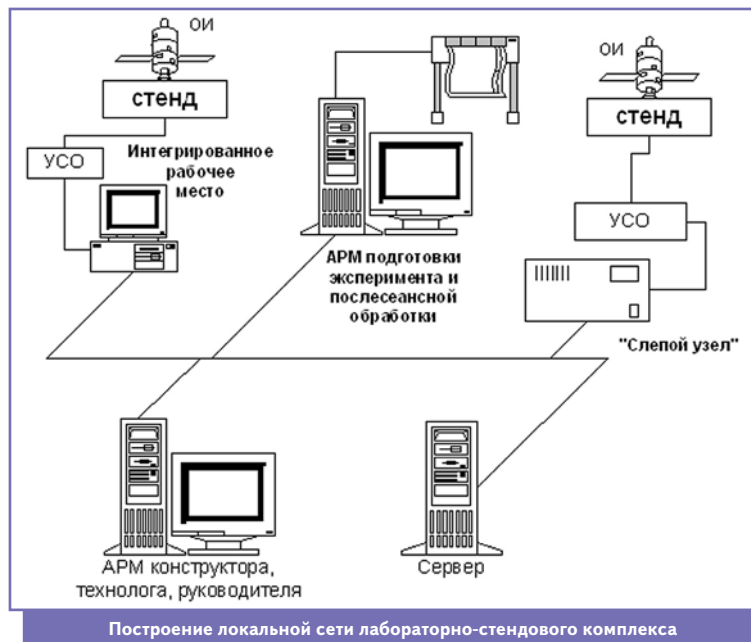 ОИ
стенд
УСО
Интегрированное
рабочее
место
АРМ подготовки
эксперимента и
послесеансной
обработки
ОИ
стенд
УСО
"Слепой узел"
АРМ конструктора,
технолога, руководителя
Сервер
Построение локальной сети лабораторно-стендового комплекса